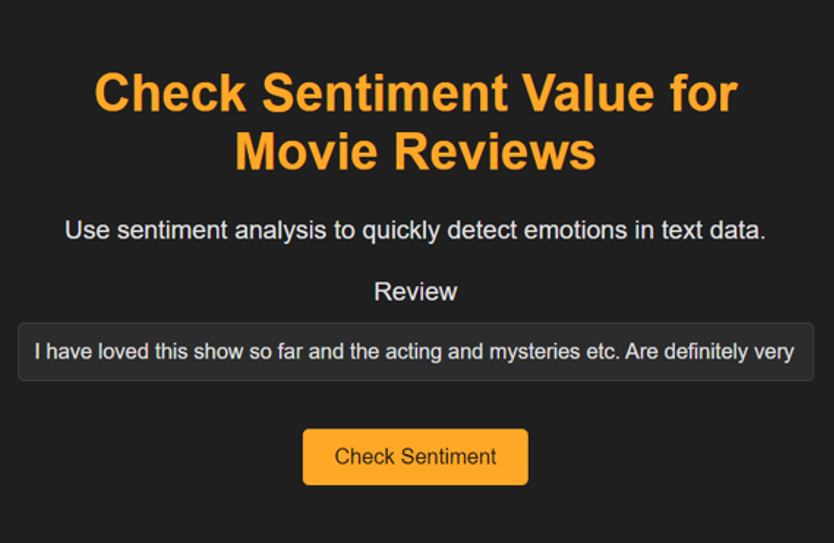 Check Sentiment Value for
Movie Reviews
Use sentiment analysis to quickly detect emotions in text data.
Review
I have loved this show so far and the acting and mysteries etc. Are definitely very
Check Sentiment